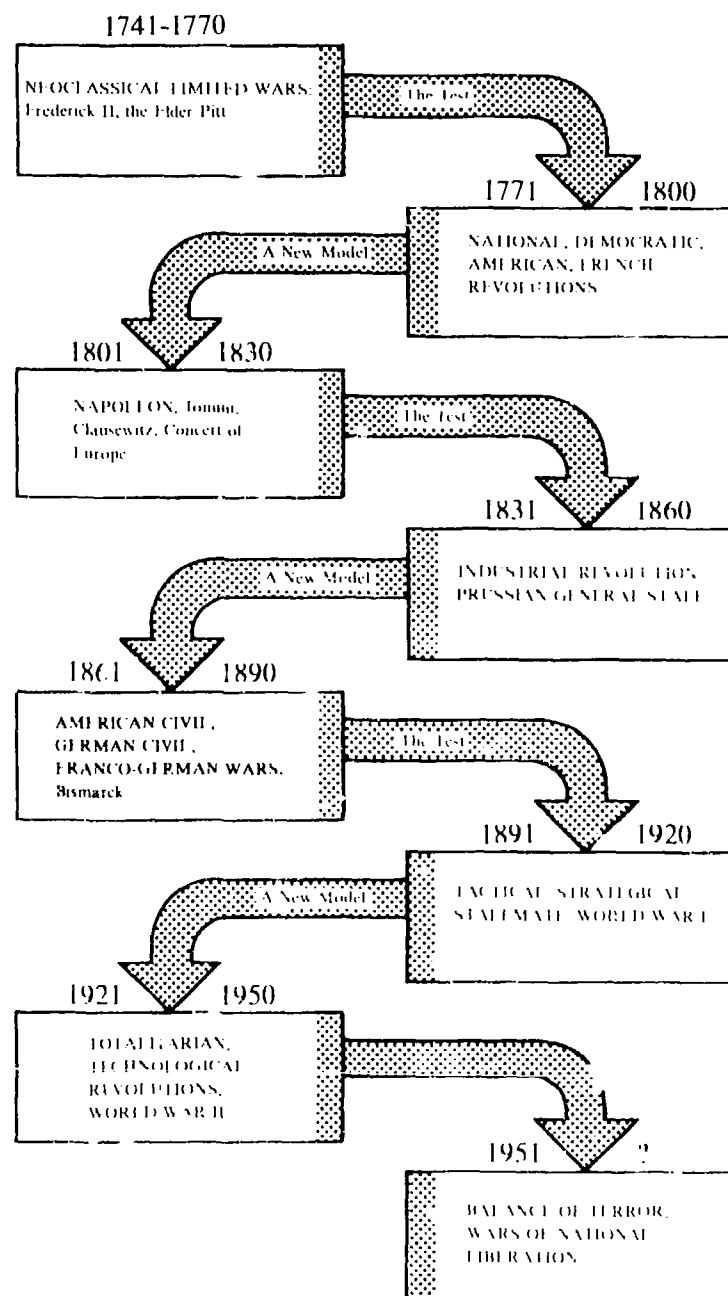 1741-1770
NEOCLASSICAL LIMITED WARS:
Frederick II, the Elder Pitt
The Test
1771 1800
A New Model
NATIONAL, DEMOCRATIC,
AMERICAN, FRENCH
REVOLUTIONS
1801 1830
NAPOLEON, Jomini,
Clausewitz, Concert of
Europe
The Test
1831 1860
A New Model
INDUSTRIAL REVOLUTION
PRUSSIAN GENERAL STAFF
1861 1890
AMERICAN CIVIL,
GERMAN CIVIL,
FRANCO-GERMAN WARS,
Bismarck
The Test
1891 1920
A New Model
TACTICAL STRATEGICAL
STALEMATE WORLD WAR I
1921 1950
TOTALITARIAN,
TECHNOLOGICAL
REVOLUTIONS,
WORLD WAR II
1951 ?
BALANCE OF TERROR,
WARS OF NATIONAL
LIBERATION